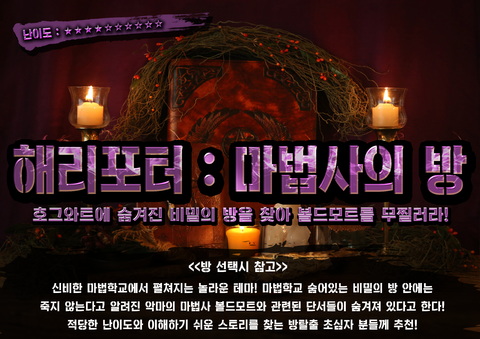 난이도 : ★★★★★★★★★★
해리포터 : 마법사의 방
호그와트에 숨겨진 비밀의 방을 찾아 볼드모트를 무찔러라!
<<방 선택시 참고>>
신비한 마법학교에서 펼쳐지는 놀라운 테마! 마법학교 숨어있는 비밀의 방 안에는
죽지 않는다고 알려진 악마의 마법사 볼드모트와 관련된 단서들이 숨겨져 있다고 한다!
적당한 난이도와 이해하기 쉬운 스토리를 찾는 방탈출 초심자 분들께 추천!